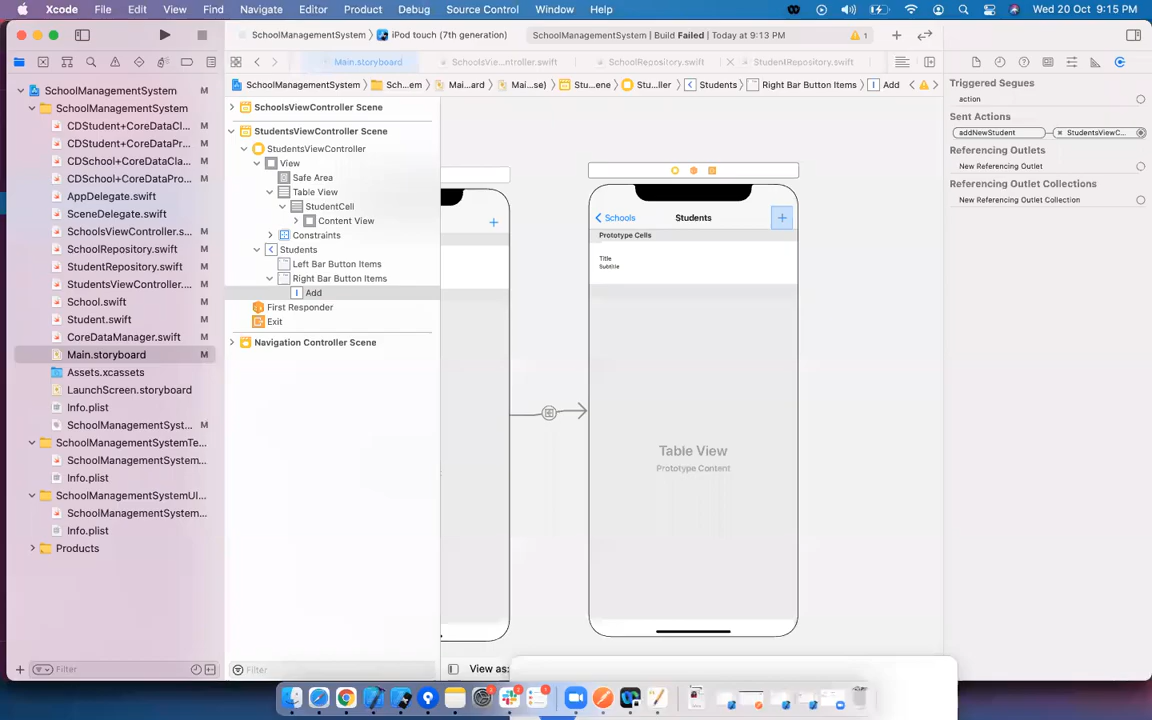 Xcode File Edit View Find Navigate Editor Product Debug Source Control Window Help Wed 20 Oct 9:15 PM
SchoolManagementSystem iPod touch (7th generation) SchoolManagementSystem | Build Failed | Today at 9:13 PM 1
Main.storyboard SchoolsView...ntroller.swift SchoolRepository.swift StudentRepository.swift
SchoolManagementSystem Sch...em Mai...ard Mai...se) Stu...ene Stu...ller Students Right Bar Button Items Add
SchoolManagementSystem M
SchoolManagementSystem
CDStudent+CoreDataCl... M
CDStudent+CoreDataPr... M
CDSchool+CoreDataCla... M
CDSchool+CoreDataPro... M
AppDelegate.swift M
SceneDelegate.swift M
SchoolsViewController.s... M
SchoolRepository.swift M
StudentRepository.swift M
StudentsViewController.... M
School.swift M
Student.swift M
CoreDataManager.swift M
Main.storyboard M
Assets.xcassets
LaunchScreen.storyboard
Info.plist
SchoolManagementSyst... M
SchoolManagementSystemTe...
SchoolManagementSystem...
Info.plist
SchoolManagementSystemUI...
SchoolManagementSystem...
Info.plist
Products
Filter
SchoolsViewController Scene
StudentsViewController Scene
StudentsViewController
View
Safe Area
Table View
StudentCell
Content View
Constraints
Students
Left Bar Button Items
Right Bar Button Items
Add
First Responder
Exit
Navigation Controller Scene
Filter
Schools Students
Prototype Cells
Title
Subtitle
Table View
Prototype Content
View as:
Triggered Segues
action
Sent Actions
addNewStudent StudentsViewC...
Referencing Outlets
New Referencing Outlet
Referencing Outlet Collections
New Referencing Outlet Collection